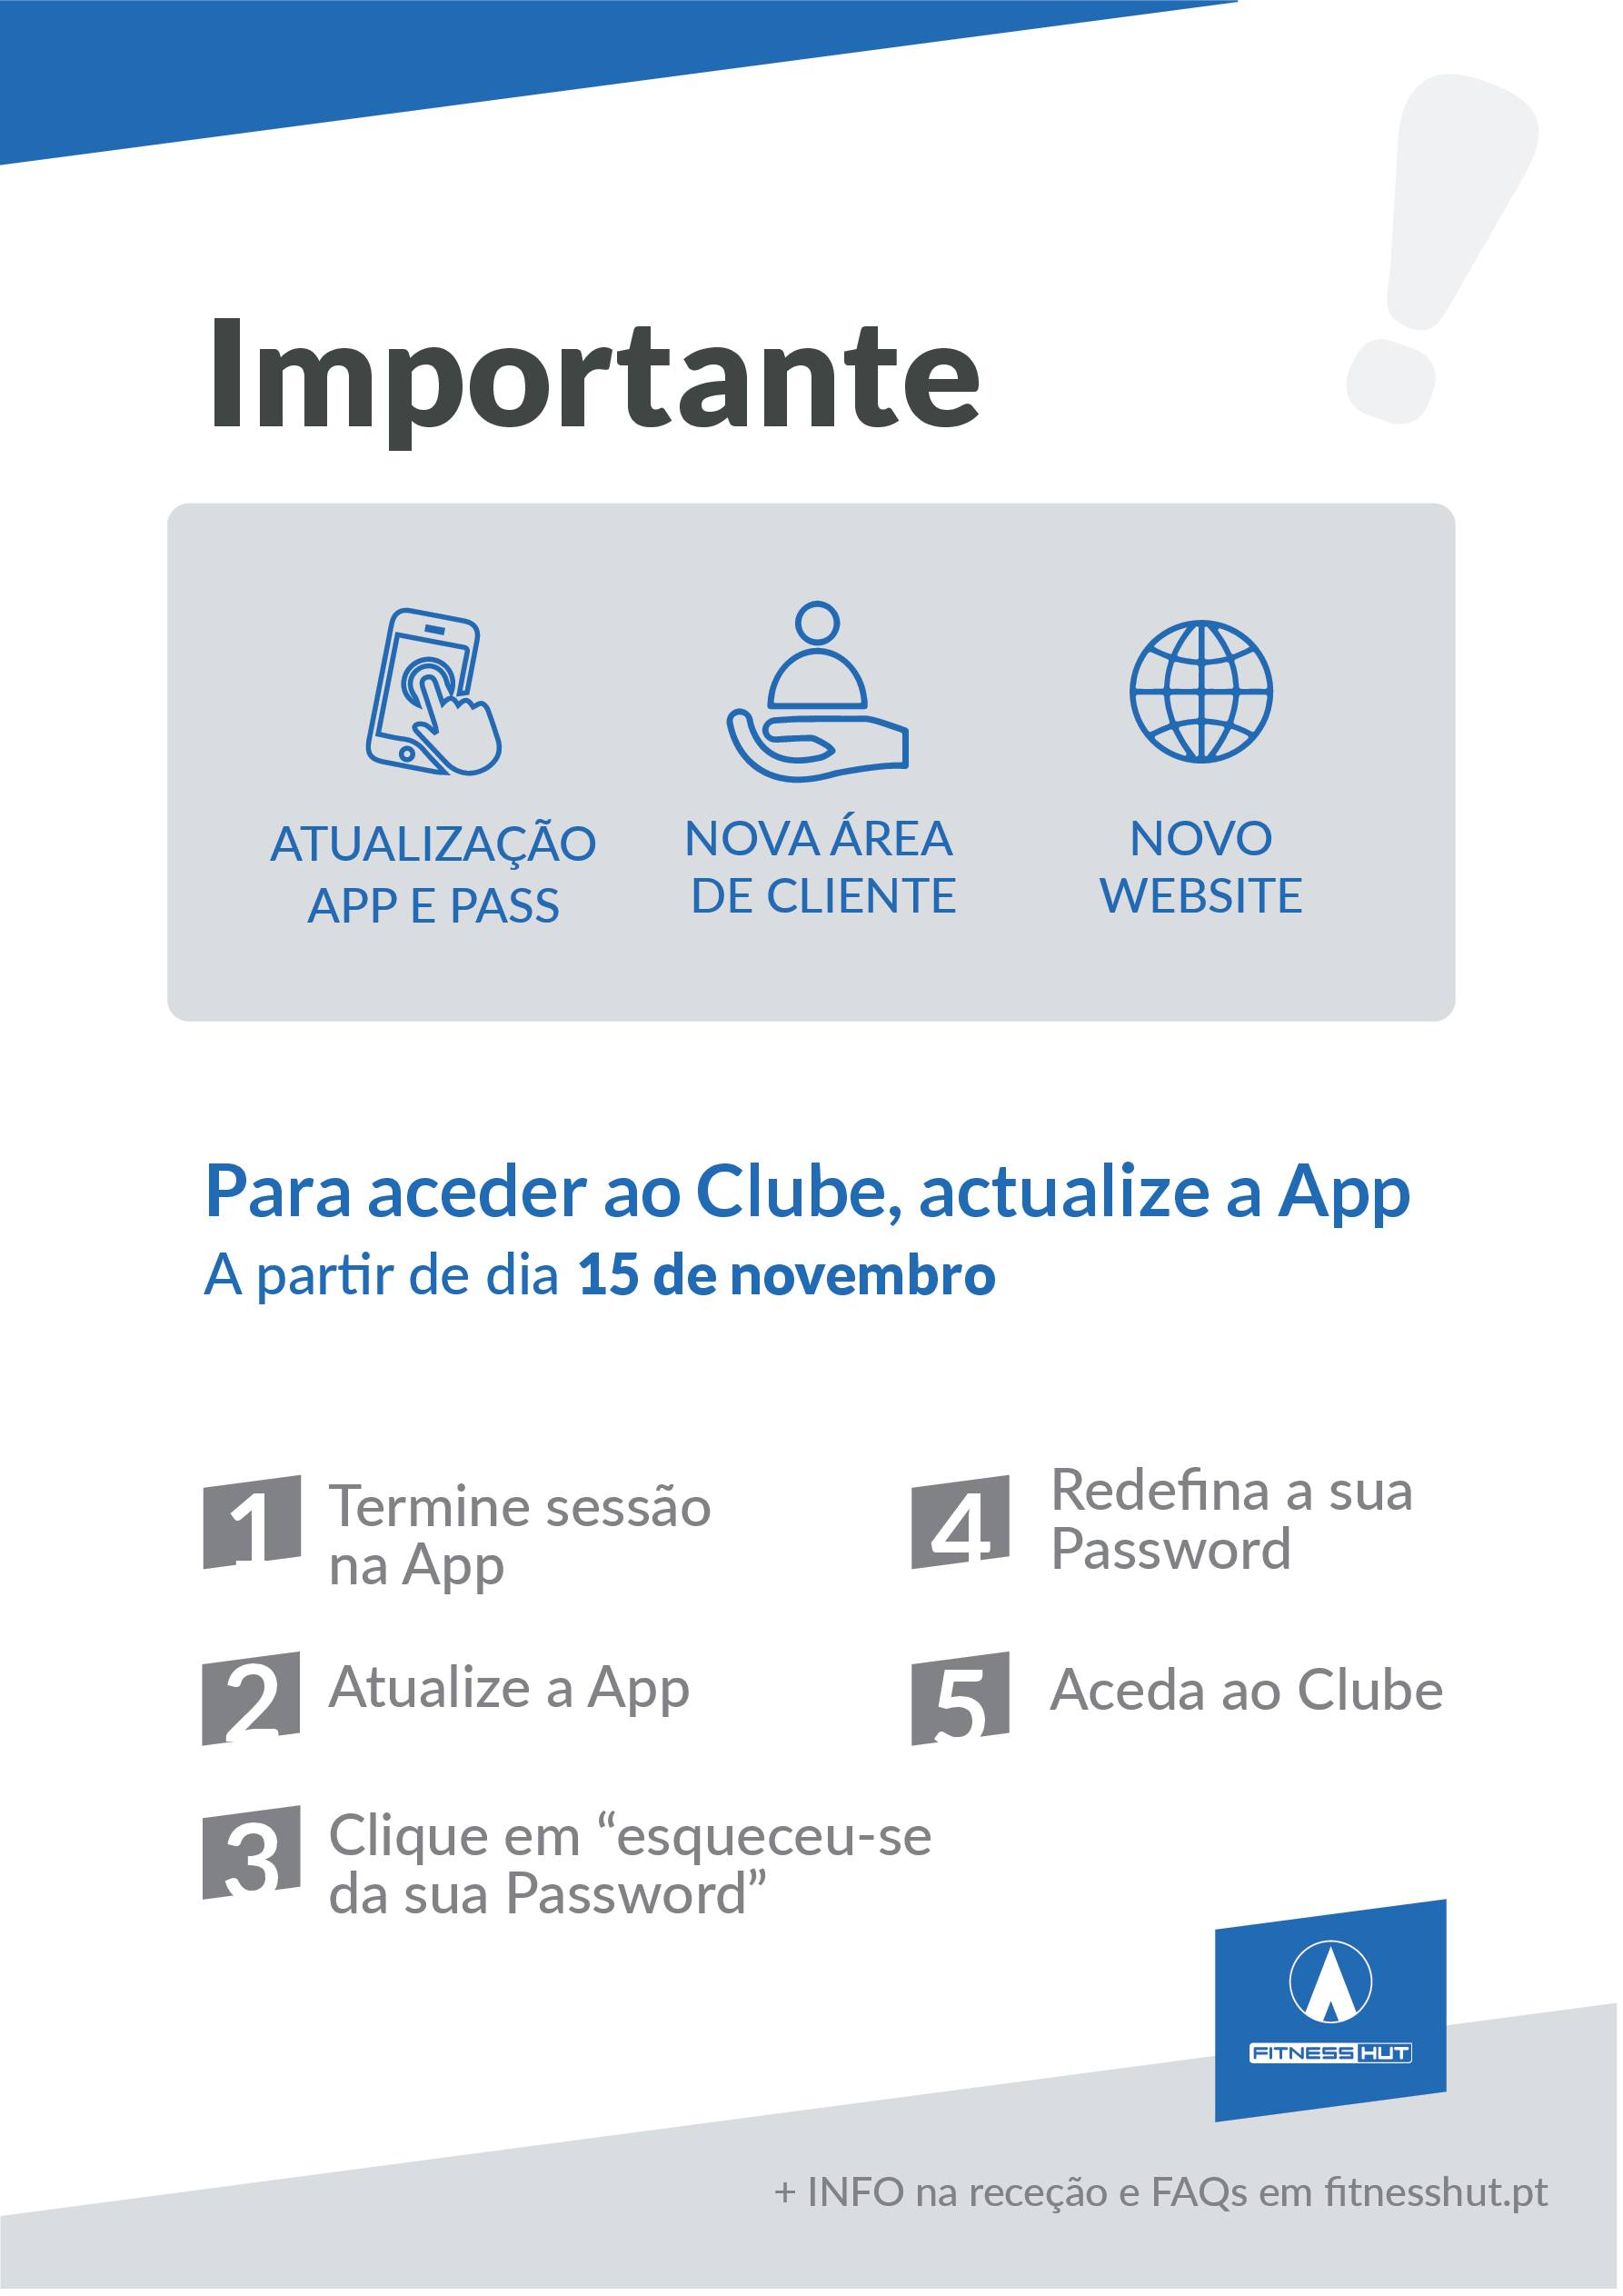 Importante
ATUALIZAÇÃO
APP E PASS
NOVA ÁREA
DE CLIENTE
NOVO
WEBSITE
Para aceder ao Clube, actualize a App
A partir de dia 15 de novembro
1 Termine sessão
na App
2 Atualize a App
3 Clique em “esqueceu-se
da sua Password”
4 Redefina a sua
Password
5 Aceda ao Clube
FITNESS HUT
+ INFO na receção e FAQs em fitnesshut.pt